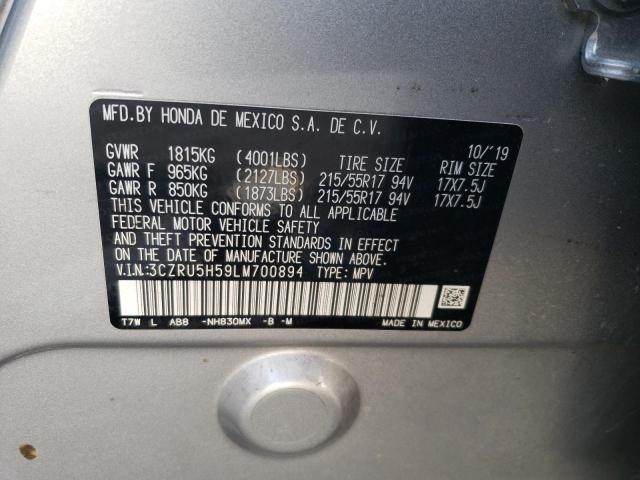 MFD.BY HONDA DE MEXICO S.A. DE C.V.
10/'19
GVWR 1815KG (4001LBS) TIRE SIZE RIM SIZE
GAWR F 965KG (2127LBS) 215/55R17 94V 17X7.5J
GAWR R 850KG (1873LBS) 215/55R17 94V 17X7.5J
THIS VEHICLE CONFORMS TO ALL APPLICABLE
FEDERAL MOTOR VEHICLE SAFETY
AND THEFT PREVENTION STANDARDS IN EFFECT
ON THE DATE OF MANUFACTURE SHOWN ABOVE.
V.I.N.:3CZRU5H59LM700894 TYPE: MPV
T7W L AB8 -NH830MX -B -M MADE IN MEXICO